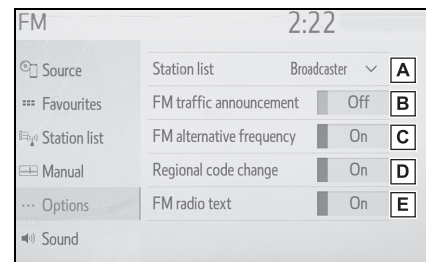 FM 2:22
Source
Favourites
Station list
Manual
Options
Sound
Station list Broadcaster A
FM traffic announcement Off B
FM alternative frequency On C
Regional code change On D
FM radio text On E